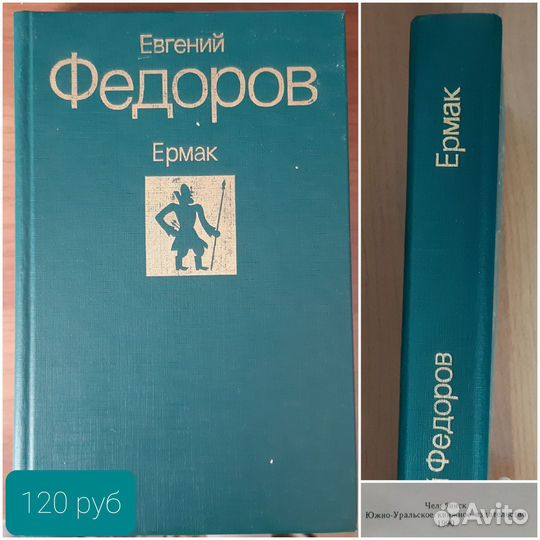 Евгений
Федоров
Ермак
120 руб
Ермак
й Федоров
Южно-Уральское
Avito